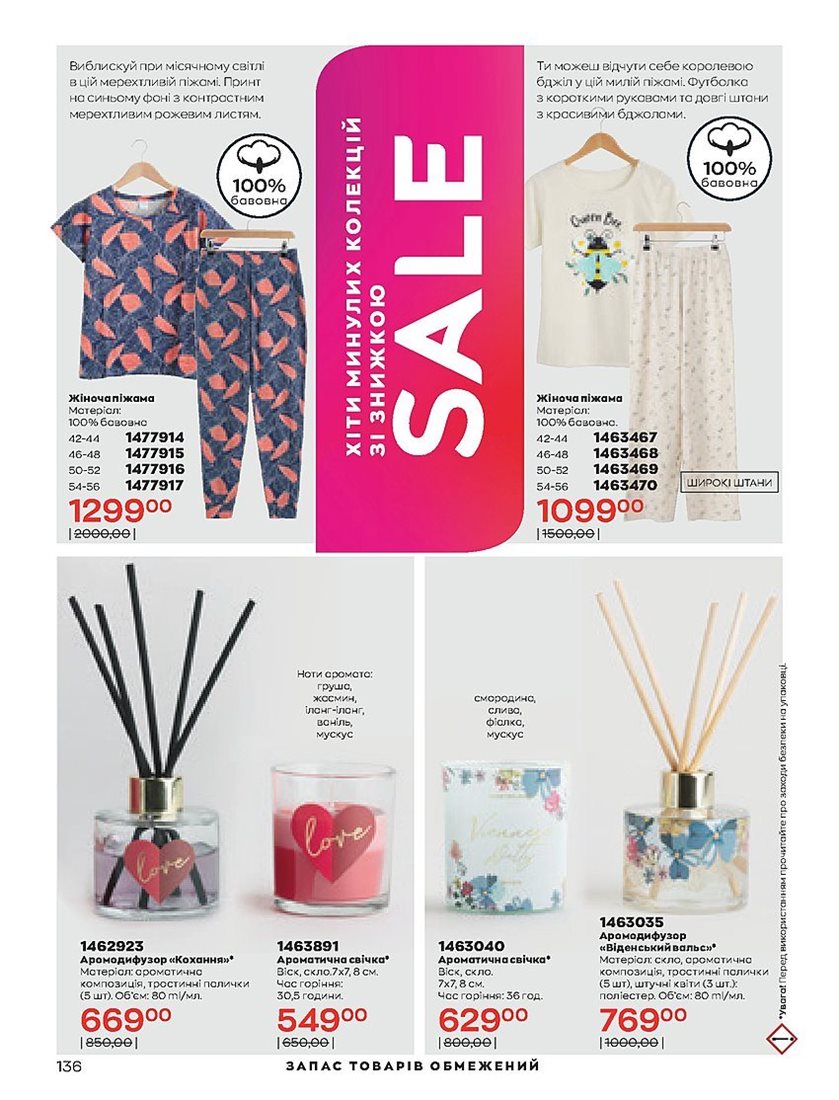 Виблискуй при місячному світлі
в цій мерехтливій піжамі. Принт
на синьому фоні з контрастним
мерехтливим рожевим листям.
100%
бавовна
Жіноча піжама
Матеріал:
100% бавовна
42-44 1477914
46-48 1477915
50-52 1477916
54-56 1477917
129900
|2000,00|
ХІТИ МИНУЛИХ КОЛЕКЦІЙ
ЗІ ЗНИЖКОЮ
SALE
Ти можеш відчути себе королевою
бджіл у цій милій піжамі. Футболка
з короткими рукавами та довгі штани
з красивими бджолами.
100%
бавовна
Queen Bee
Жіноча піжама
Матеріал:
100% бавовна.
42-44 1463467
46-48 1463468
50-52 1463469
54-56 1463470
ШИРОКІ ШТАНИ
109900
|1500,00|
Ноти аромата:
груша,
жасмин,
іланг-іланг,
ваніль,
мускус
love
love
1462923
Аромодифузор «Кохання»*
Матеріал: ароматична
композиція, тростинні палички
(5 шт). Об'єм: 80 ml/мл.
66900
|850,00|
1463891
Ароматична свічка*
Віск, скло.7х7, 8 см.
Час горіння:
30,5 години.
54900
|650,00|
смородина,
слива,
фіалка,
мускус
1463040
Ароматична свічка*
Віск, скло.
7х7, 8 см.
Час горіння: 36 год.
62900
|800,00|
1463035
Аромодифузор
«Віденський вальс»*
Матеріал: скло, ароматична
композиція, тростинні палички
(5 шт), штучні квіти (3 шт.):
поліестер. Об'єм: 80 ml/мл.
76900
|1000,00|
*Увага! Перед використанням прочитайте про заходи безпеки на упаковці.
136
ЗАПАС ТОВАРІВ ОБМЕЖЕНИЙ